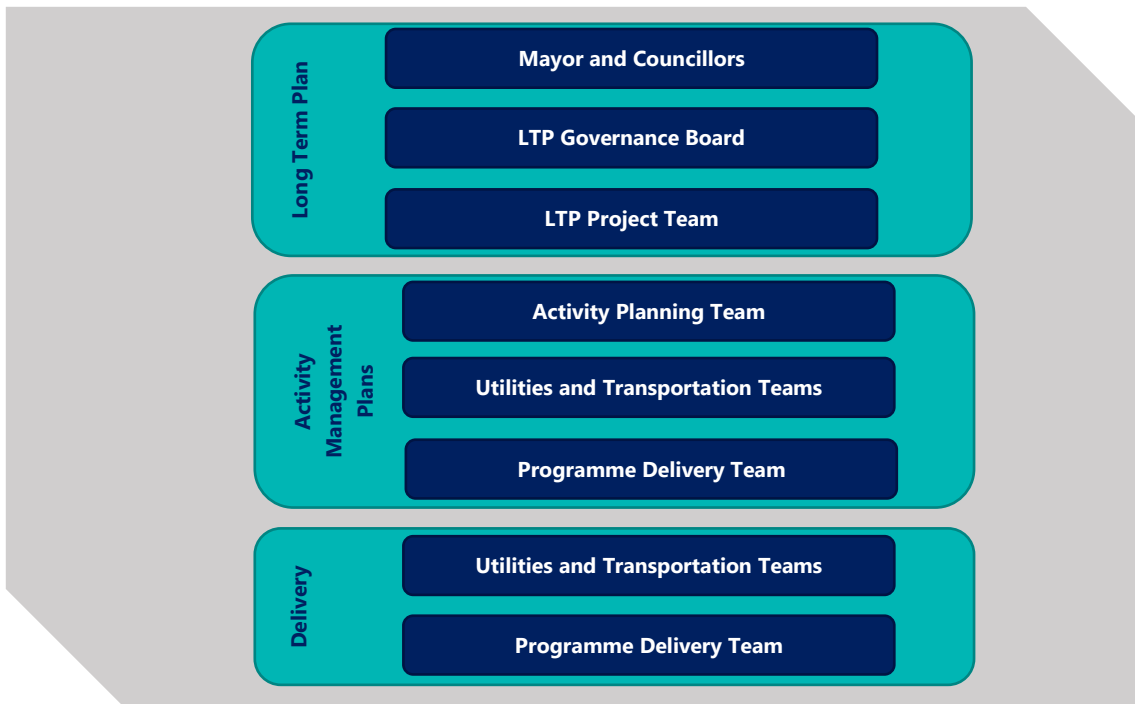 Long Term Plan
Mayor and Councillors
LTP Governance Board
LTP Project Team
Activity
Management
Plans
Activity Planning Team
Utilities and Transportation Teams
Programme Delivery Team
Delivery
Utilities and Transportation Teams
Programme Delivery Team